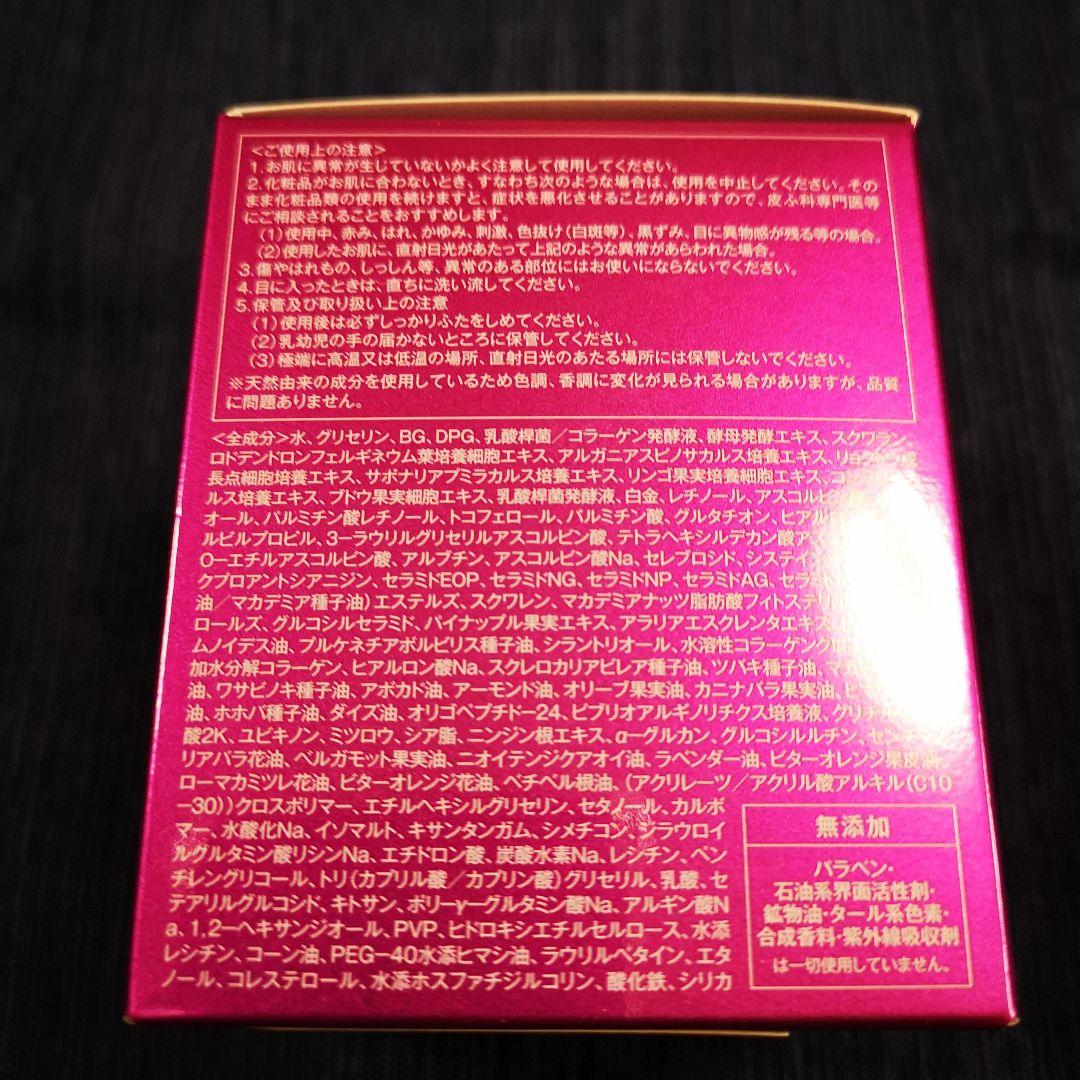 <ご使用上の注意>
1.お肌に異常が生じていないかよく注意して使用してください。
2.化粧品がお肌に合わないとき、すなわち次のような場合は、使用を中止してください。その
まま化粧品類の使用を続けますと、症状を悪化させることがありますので、皮ふ科専門医等
にご相談されることをおすすめします。
(1)使用中、赤み、はれ、かゆみ、刺激、色抜け(白斑等)、黒ずみ、目に異物感が残る等の場合。
(2)使用したお肌に、直射日光があたって上記のような異常があらわれた場合。
3.傷やはれもの、しっしん等、異常のある部位にはお使いにならないでください。
4.目に入ったときは、直ちに洗い流してください。
5.保管及び取り扱い上の注意
(1)使用後は必ずしっかりふたをしめてください。
(2)乳幼児の手の届かないところに保管してください。
(3)極端に高温又は低温の場所、直射日光のあたる場所には保管しないでください。
※天然由来の成分を使用しているため色調、香調に変化が見られる場合がありますが、品質
に問題ありません。
<全成分>水、グリセリン、BG、DPG、乳酸桿菌/コラーゲン発酵液、酵母発酵エキス、スクワラン、
ロドデンドロンフェルギネウム葉培養細胞エキス、アルガニアスピノサカルス培養エキス、リョクトウ成
長点細胞培養エキス、サポナリアプミラカルス培養エキス、リンゴ果実培養細胞エキス、
ルス培養エキス、ブドウ果実細胞エキス、乳酸桿菌発酵液、白金、レチノール、アスコルビ
オール、パルミチン酸レチノール、トコフェロール、パルミチン酸、グルタチオン、ヒアル
ルビルプロピル、3-ラウリルグリセリルアスコルビン酸、テトラヘキシルデカン酸ア
O-エチルアスコルビン酸、アルブチン、アスコルビン酸Na、セレブロシド、システイ
クプロアントシアニジン、セラミドEOP、セラミドNG、セラミドNP、セラミドAG、セラミド
油/マカデミア種子油)エステルズ、スクワレン、マカデミアナッツ脂肪酸フィトステリ
ロールズ、グルコシルセラミド、パイナップル果実エキス、アラリアエスクレンタエキス、
ムノイデス油、プルケネチアボルビリス種子油、シラントリオール、水溶性コラーゲンク
加水分解コラーゲン、ヒアルロン酸Na、スクレロカリアビレア種子油、ツバキ種子油、マカ
油、ワサビノキ種子油、アボカド油、アーモンド油、オリーブ果実油、カニナバラ果実油、ヒ
油、ホホバ種子油、ダイズ油、オリゴペプチド-24、ビブリオアルギノリチクス培養液、グリチ
酸2K、ユビキノン、ミツロウ、シア脂、ニンジン根エキス、α-グルカン、グルコシルルチン、セン
リアバラ花油、ベルガモット果実油、ニオイテンジクアオイ油、ラベンダー油、ビターオレンジ果皮油、
ローマカミツレ花油、ビターオレンジ花油、ベチベル根油、(アクリレーツ/アクリル酸アルキル(C10
-30))クロスポリマー、エチルヘキシルグリセリン、セタノール、カルボ
マー、水酸化Na、イソマルト、キサンタンガム、シメチコン、ジラウロイ
ルグルタミン酸リシンNa、エチドロン酸、炭酸水素Na、レシチン、ペン
チレングリコール、トリ(カプリル酸/カプリン酸)グリセリル、乳酸、セ
テアリルグルコシド、キトサン、ポリ-γ-グルタミン酸Na、アルギン酸N
a、1,2-ヘキサンジオール、PVP、ヒドロキシエチルセルロース、水添
レシチン、コーン油、PEG-40水添ヒマシ油、ラウリルベタイン、エタ
ノール、コレステロール、水添ホスファチジルコリン、酸化鉄、シリカ
無添加
パラベン・
石油系界面活性剤・
鉱物油・タール系色素・
合成香料・紫外線吸収剤
は一切使用していません。